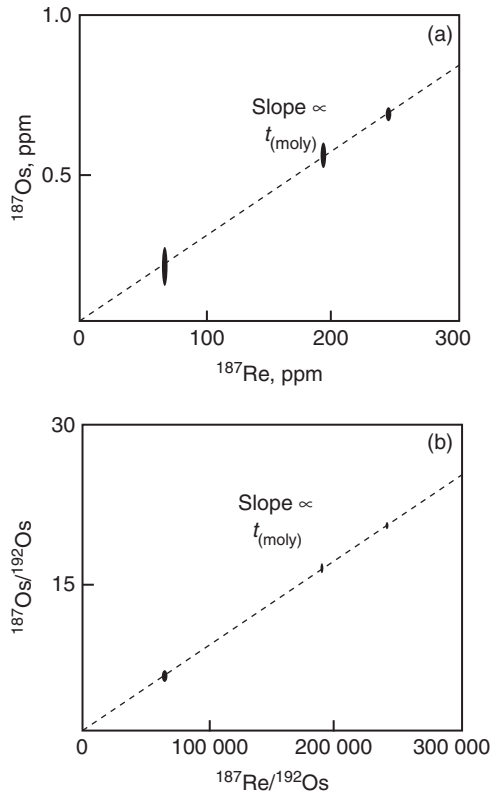 1.0
(a)
Slope ∝
t(moly)
0.5
¹⁸⁷Os, ppm
0
100
200
300
¹⁸⁷Re, ppm
30
(b)
Slope ∝
t(moly)
15
¹⁸⁷Os/¹⁹²Os
0
100 000
200 000
300 000
¹⁸⁷Re/¹⁹²Os